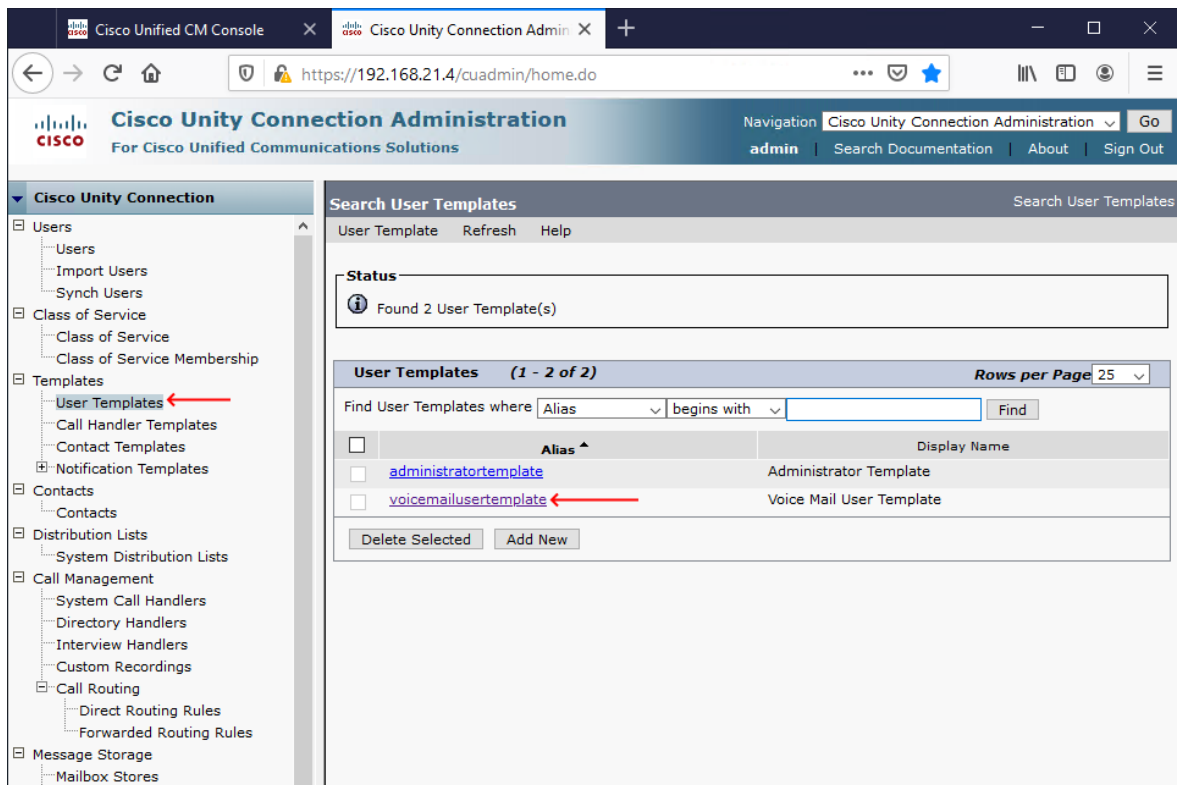 Cisco Unified CM Console
Cisco Unity Connection Admin
https://192.168.21.4/cuadmin/home.do
CISCO
Cisco Unity Connection Administration
For Cisco Unified Communications Solutions
Navigation Cisco Unity Connection Administration Go
admin | Search Documentation | About | Sign Out
Cisco Unity Connection
Users
Users
Import Users
Synch Users
Class of Service
Class of Service
Class of Service Membership
Templates
User Templates
Call Handler Templates
Contact Templates
Notification Templates
Contacts
Contacts
Distribution Lists
System Distribution Lists
Call Management
System Call Handlers
Directory Handlers
Interview Handlers
Custom Recordings
Call Routing
Direct Routing Rules
Forwarded Routing Rules
Message Storage
Mailbox Stores
Search User Templates
Search User Templates
User Template Refresh Help
Status
Found 2 User Template(s)
User Templates (1 - 2 of 2)
Rows per Page 25
Find User Templates where Alias begins with Find
Alias Display Name
administratortemplate Administrator Template
voicemailusertemplate Voice Mail User Template
Delete Selected Add New